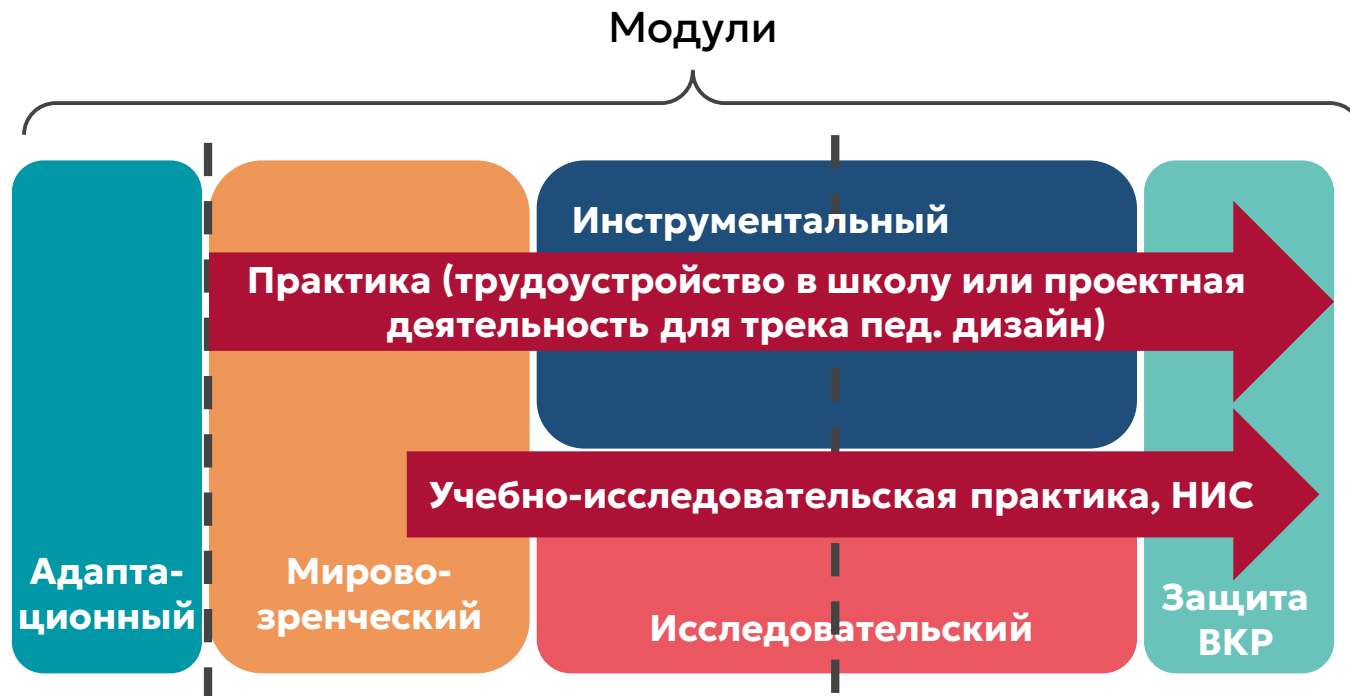 Модули
Инструментальный
Практика (трудоустройство в школу или проектная
деятельность для трека пед. дизайн)
Учебно-исследовательская практика, НИС
Адапта-
ционный
Мирово-
зренческий
Исследовательский
Защита
ВКР